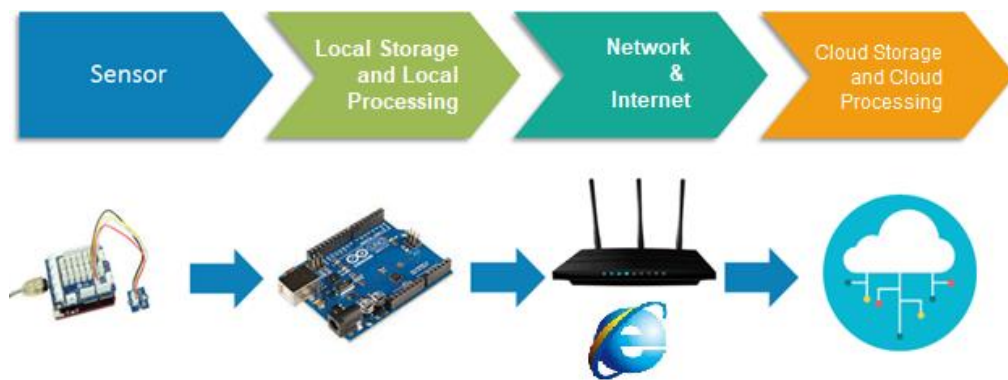 Sensor
Local Storage
and Local
Processing
Network
&
Internet
Cloud Storage
and Cloud
Processing